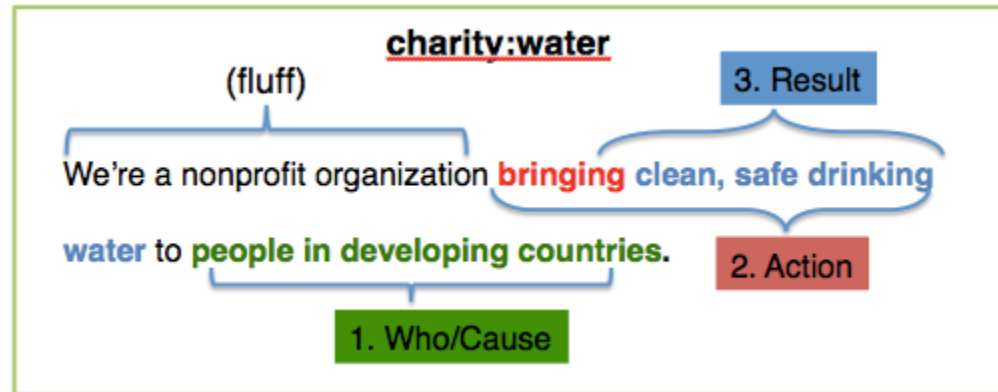 charity:water
(fluff)
3. Result
We're a nonprofit organization bringing clean, safe drinking
water to people in developing countries.
2. Action
1. Who/Cause